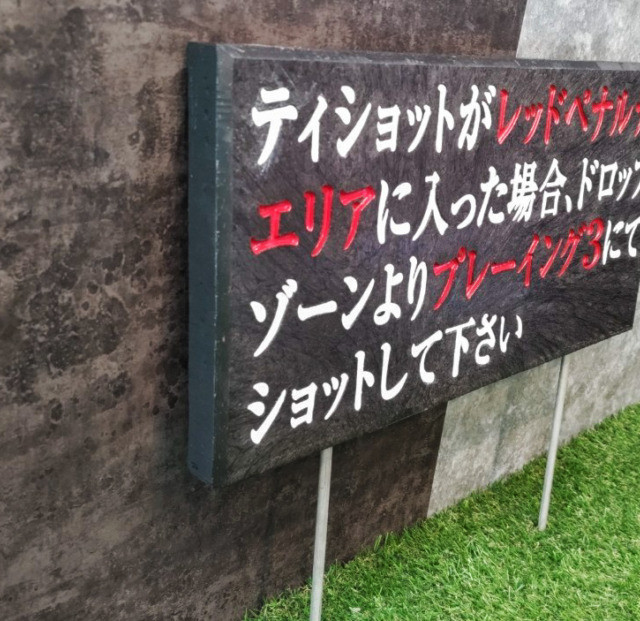 ティショットがレッドペナル
エリアに入った場合、ドロップ
ゾーンよりプレーイング3にて
ショットして下さい